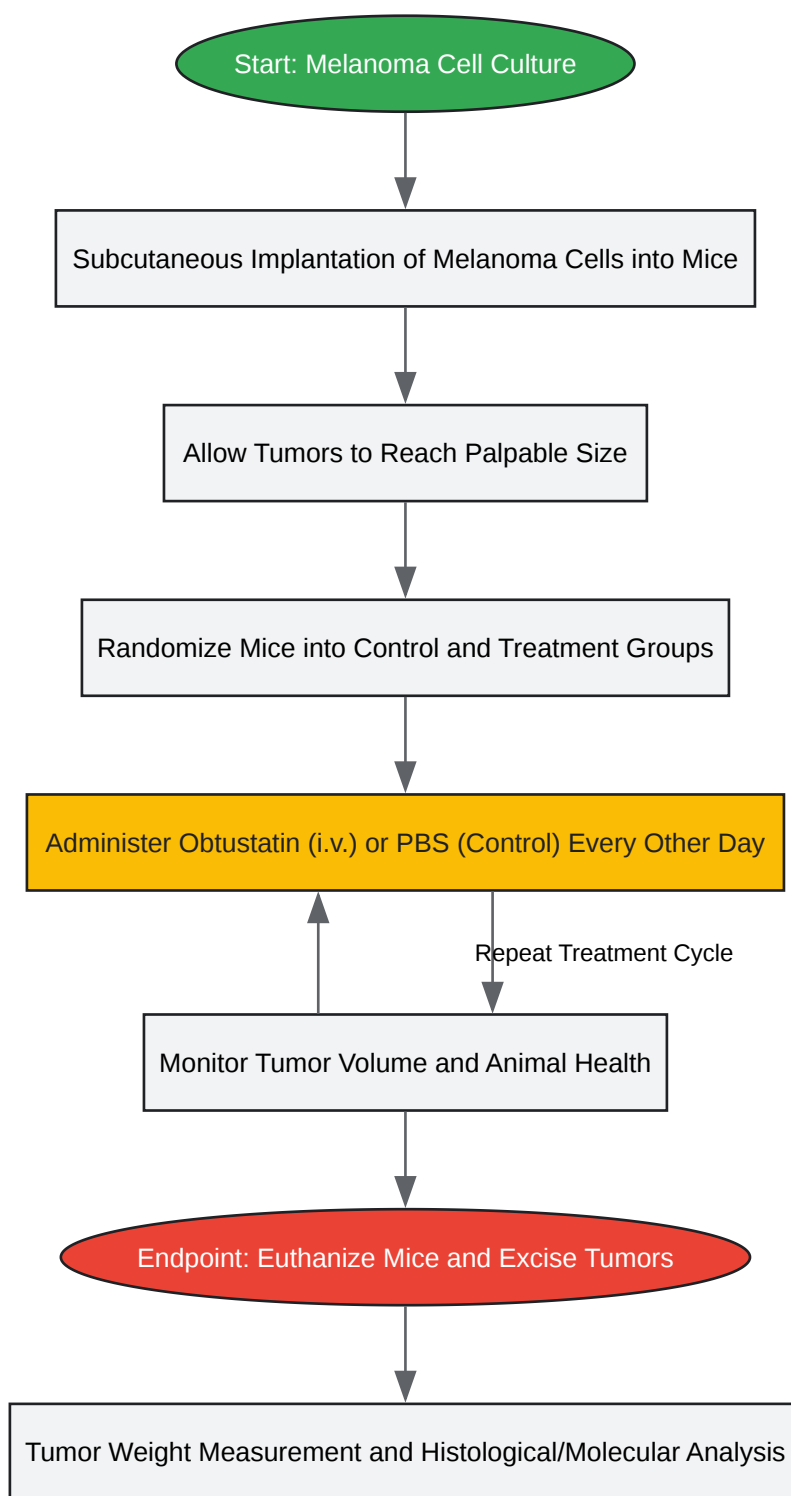 Start: Melanoma Cell Culture
Subcutaneous Implantation of Melanoma Cells into Mice
Allow Tumors to Reach Palpable Size
Randomize Mice into Control and Treatment Groups
Administer Obtustatin (i.v.) or PBS (Control) Every Other Day
Repeat Treatment Cycle
Monitor Tumor Volume and Animal Health
Endpoint: Euthanize Mice and Excise Tumors
Tumor Weight Measurement and Histological/Molecular Analysis